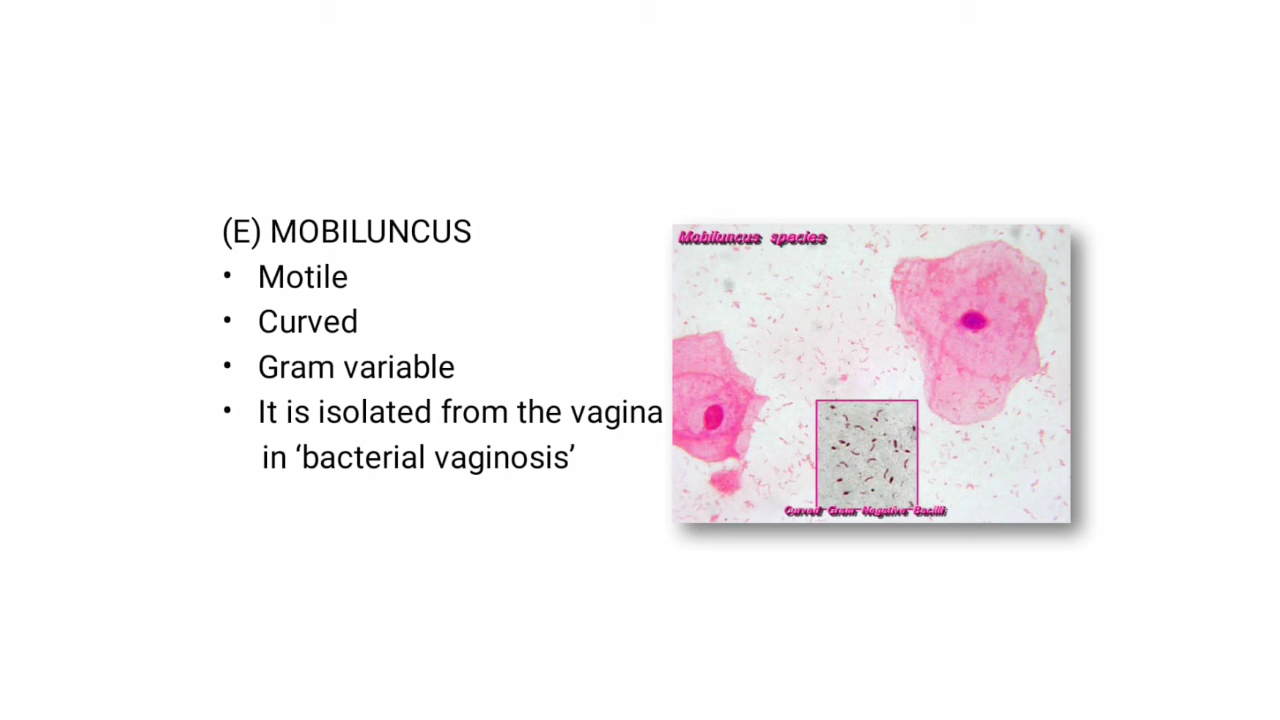 (E) MOBILUNCUS
• Motile
• Curved
• Gram variable
• It is isolated from the vagina
in ‘bacterial vaginosis’
Mobiluncus species
Curved Gram Negative Bacilli